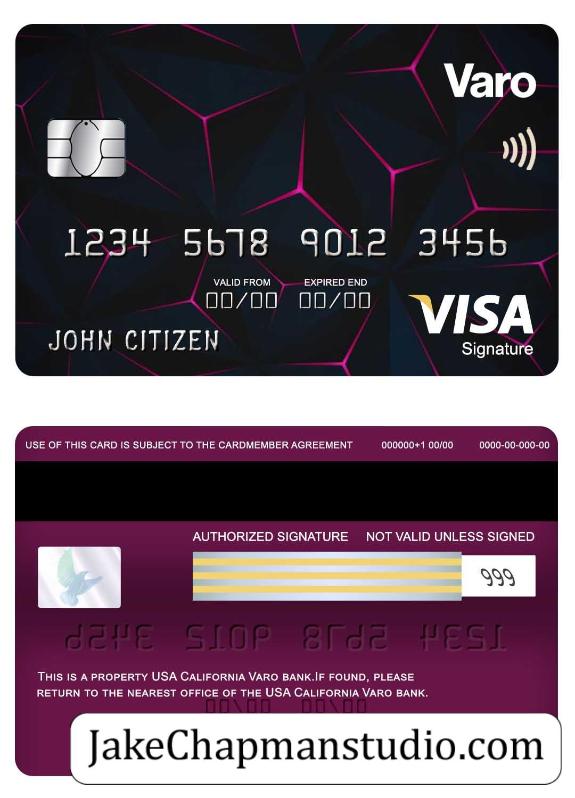 Varo
1234 5678 9012 3456
VALID FROM EXPIRED END
00/00 00/00
VISA
JOHN CITIZEN
Signature
USE OF THIS CARD IS SUBJECT TO THE CARDMEMBER AGREEMENT 000000+1 00/00 0000-00-000-00
AUTHORIZED SIGNATURE NOT VALID UNLESS SIGNED
999
THIS IS A PROPERTY USA CALIFORNIA VARO BANK.IF FOUND, PLEASE
RETURN TO THE NEAREST OFFICE OF THE USA CALIFORNIA VARO BANK.
JakeChapmanstudio.com